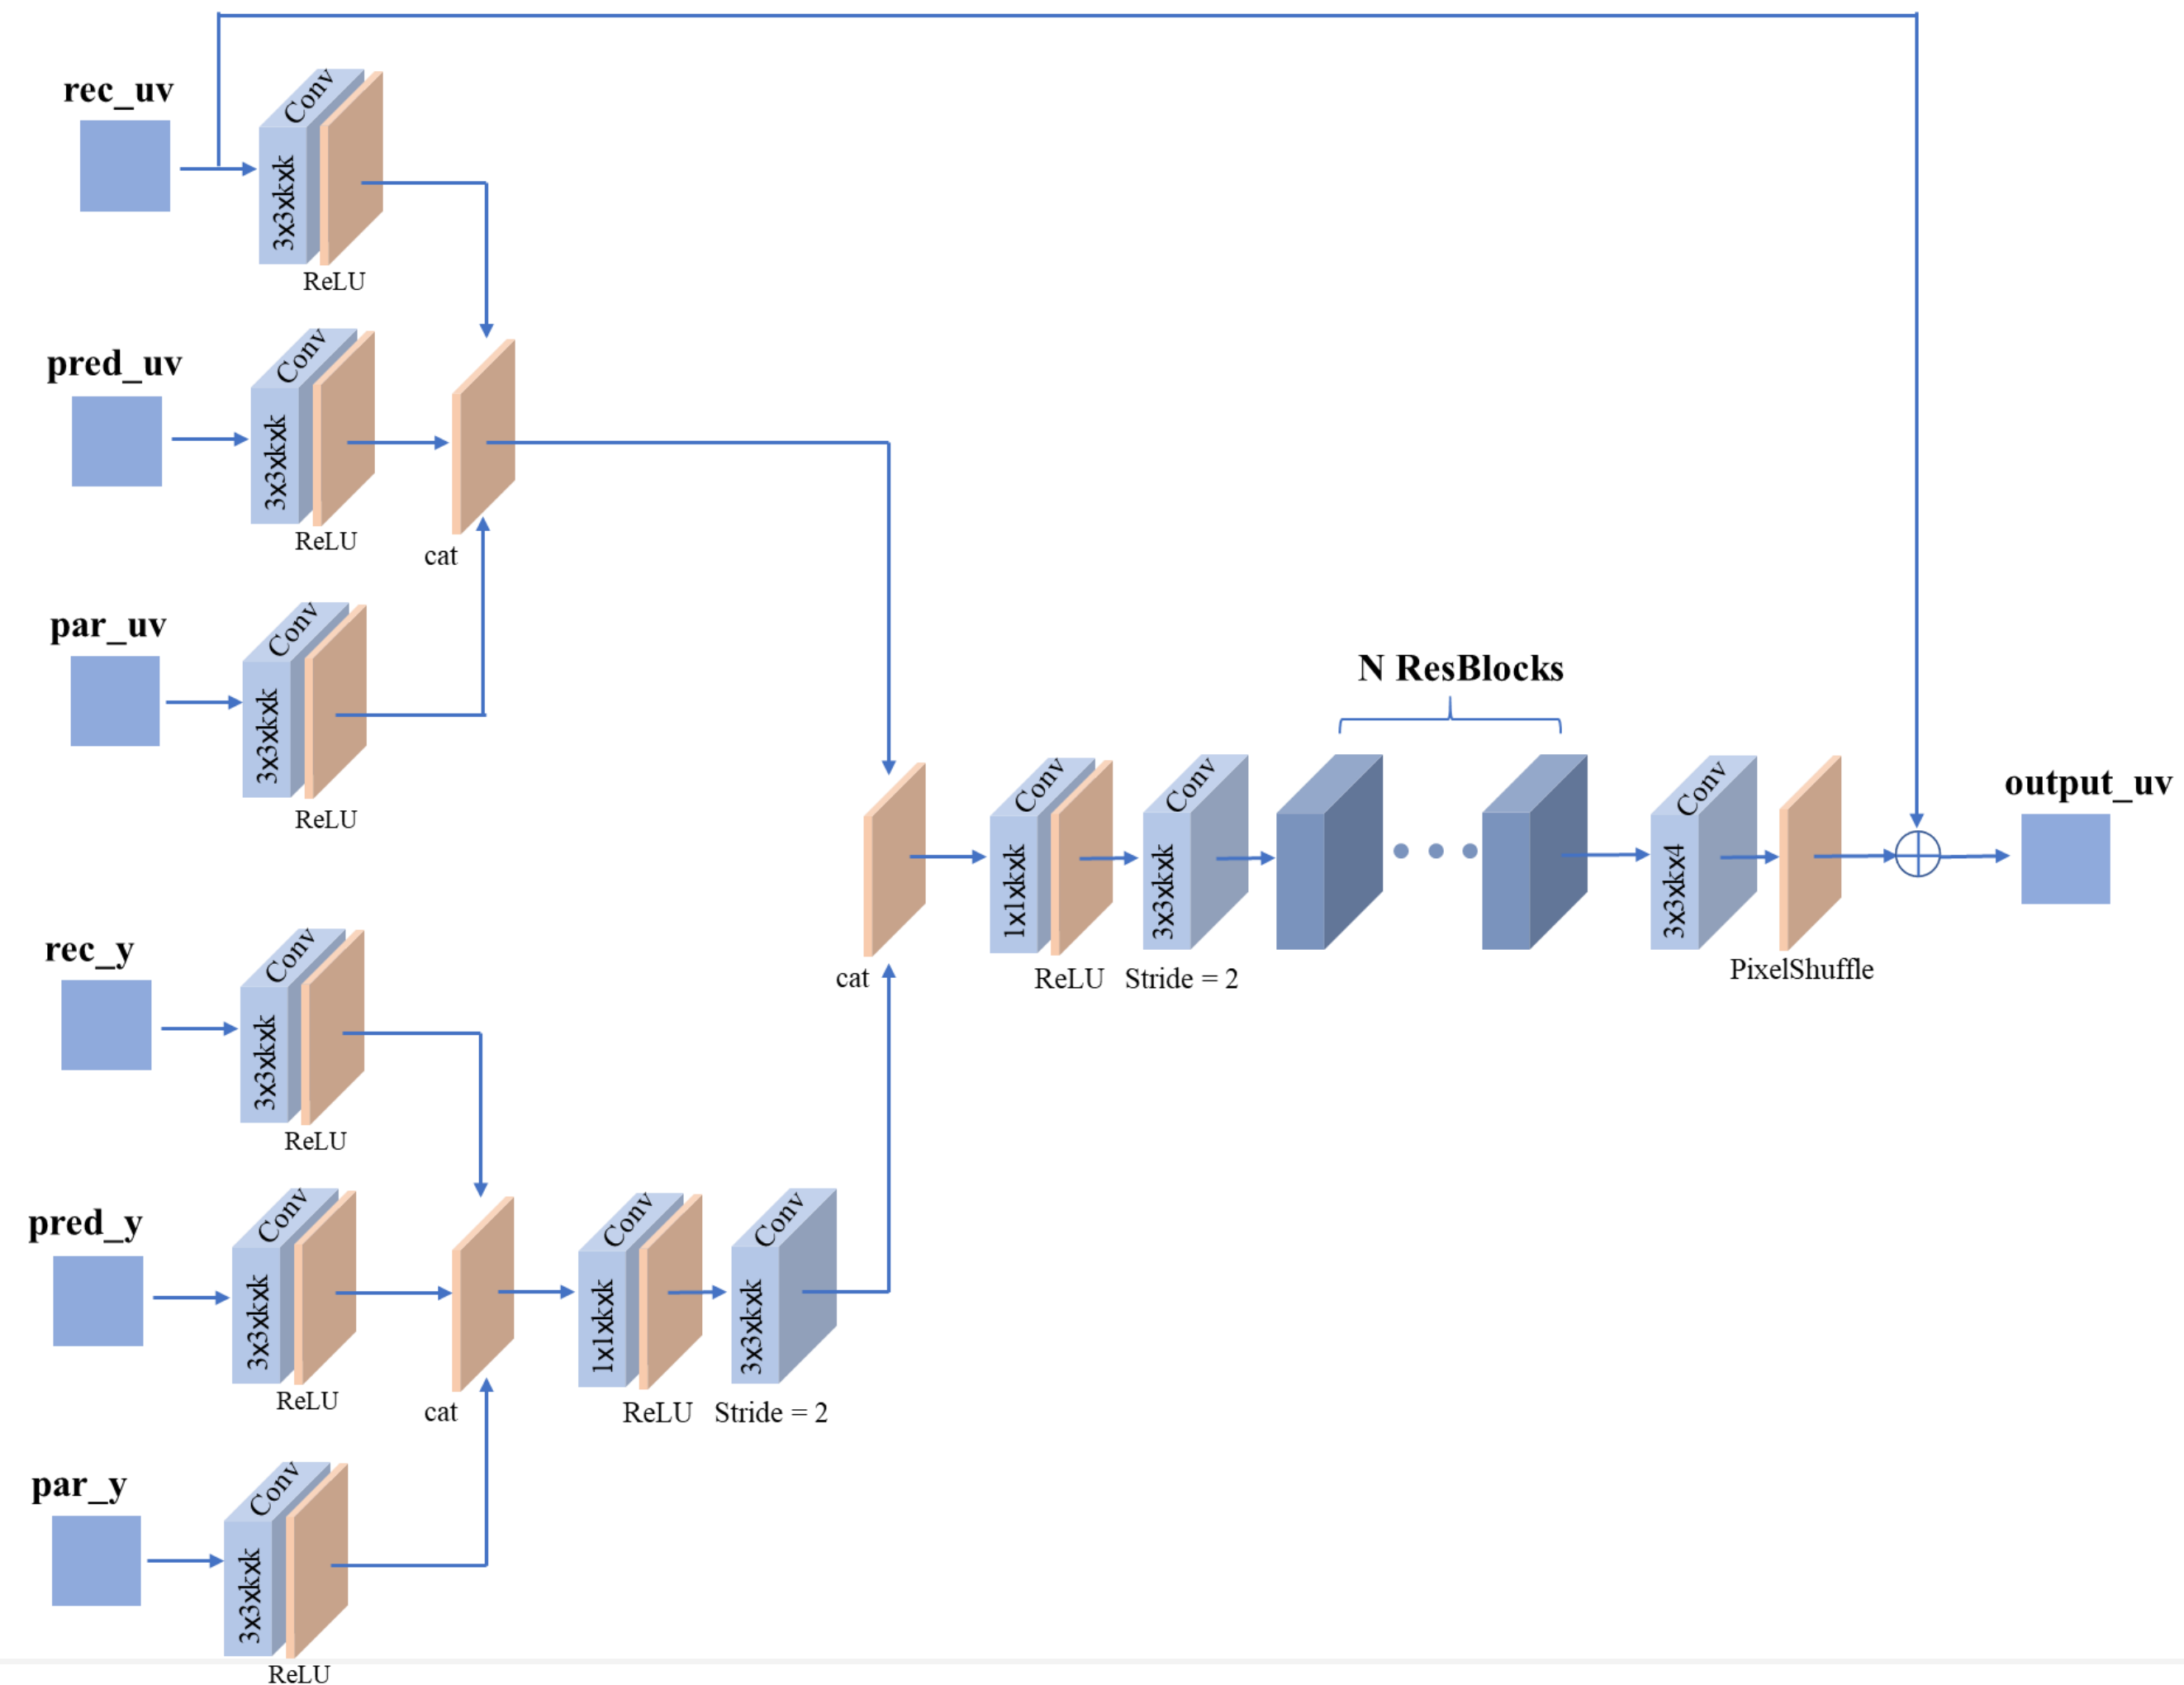 rec_uv
Conv
3x3xkxk
ReLU
pred_uv
Conv
3x3xkxk
ReLU
cat
par_uv
Conv
3x3xkxk
ReLU
rec_y
Conv
3x3xkxk
ReLU
pred_y
Conv
3x3xkxk
ReLU
cat
Conv
1x1xkxk
ReLU
Conv
3x3xkxk
Stride = 2
par_y
Conv
3x3xkxk
ReLU
cat
Conv
1x1xkxk
ReLU
Conv
3x3xkxk
Stride = 2
N ResBlocks
Conv
3x3xkx4
PixelShuffle
output_uv